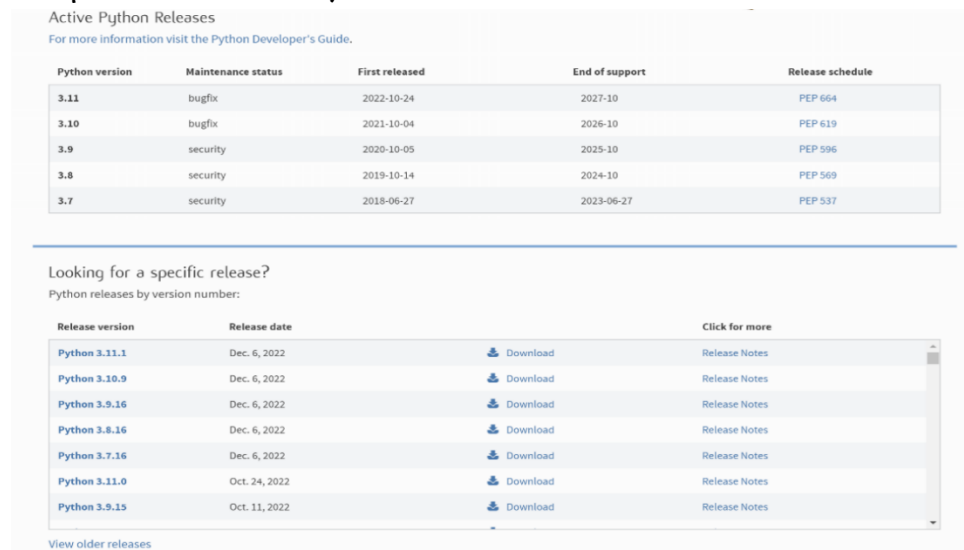 Active Python Releases
For more information visit the Python Developer's Guide.
Python version Maintenance status First released End of support Release schedule
3.11 bugfix 2022-10-24 2027-10 PEP 664
3.10 bugfix 2021-10-04 2026-10 PEP 619
3.9 security 2020-10-05 2025-10 PEP 596
3.8 security 2019-10-14 2024-10 PEP 569
3.7 security 2018-06-27 2023-06-27 PEP 537
Looking for a specific release?
Python releases by version number:
Release version Release date Click for more
Python 3.11.1 Dec. 6, 2022 Download Release Notes
Python 3.10.9 Dec. 6, 2022 Download Release Notes
Python 3.9.16 Dec. 6, 2022 Download Release Notes
Python 3.8.16 Dec. 6, 2022 Download Release Notes
Python 3.7.16 Dec. 6, 2022 Download Release Notes
Python 3.11.0 Oct. 24, 2022 Download Release Notes
Python 3.9.15 Oct. 11, 2022 Download Release Notes
View older releases